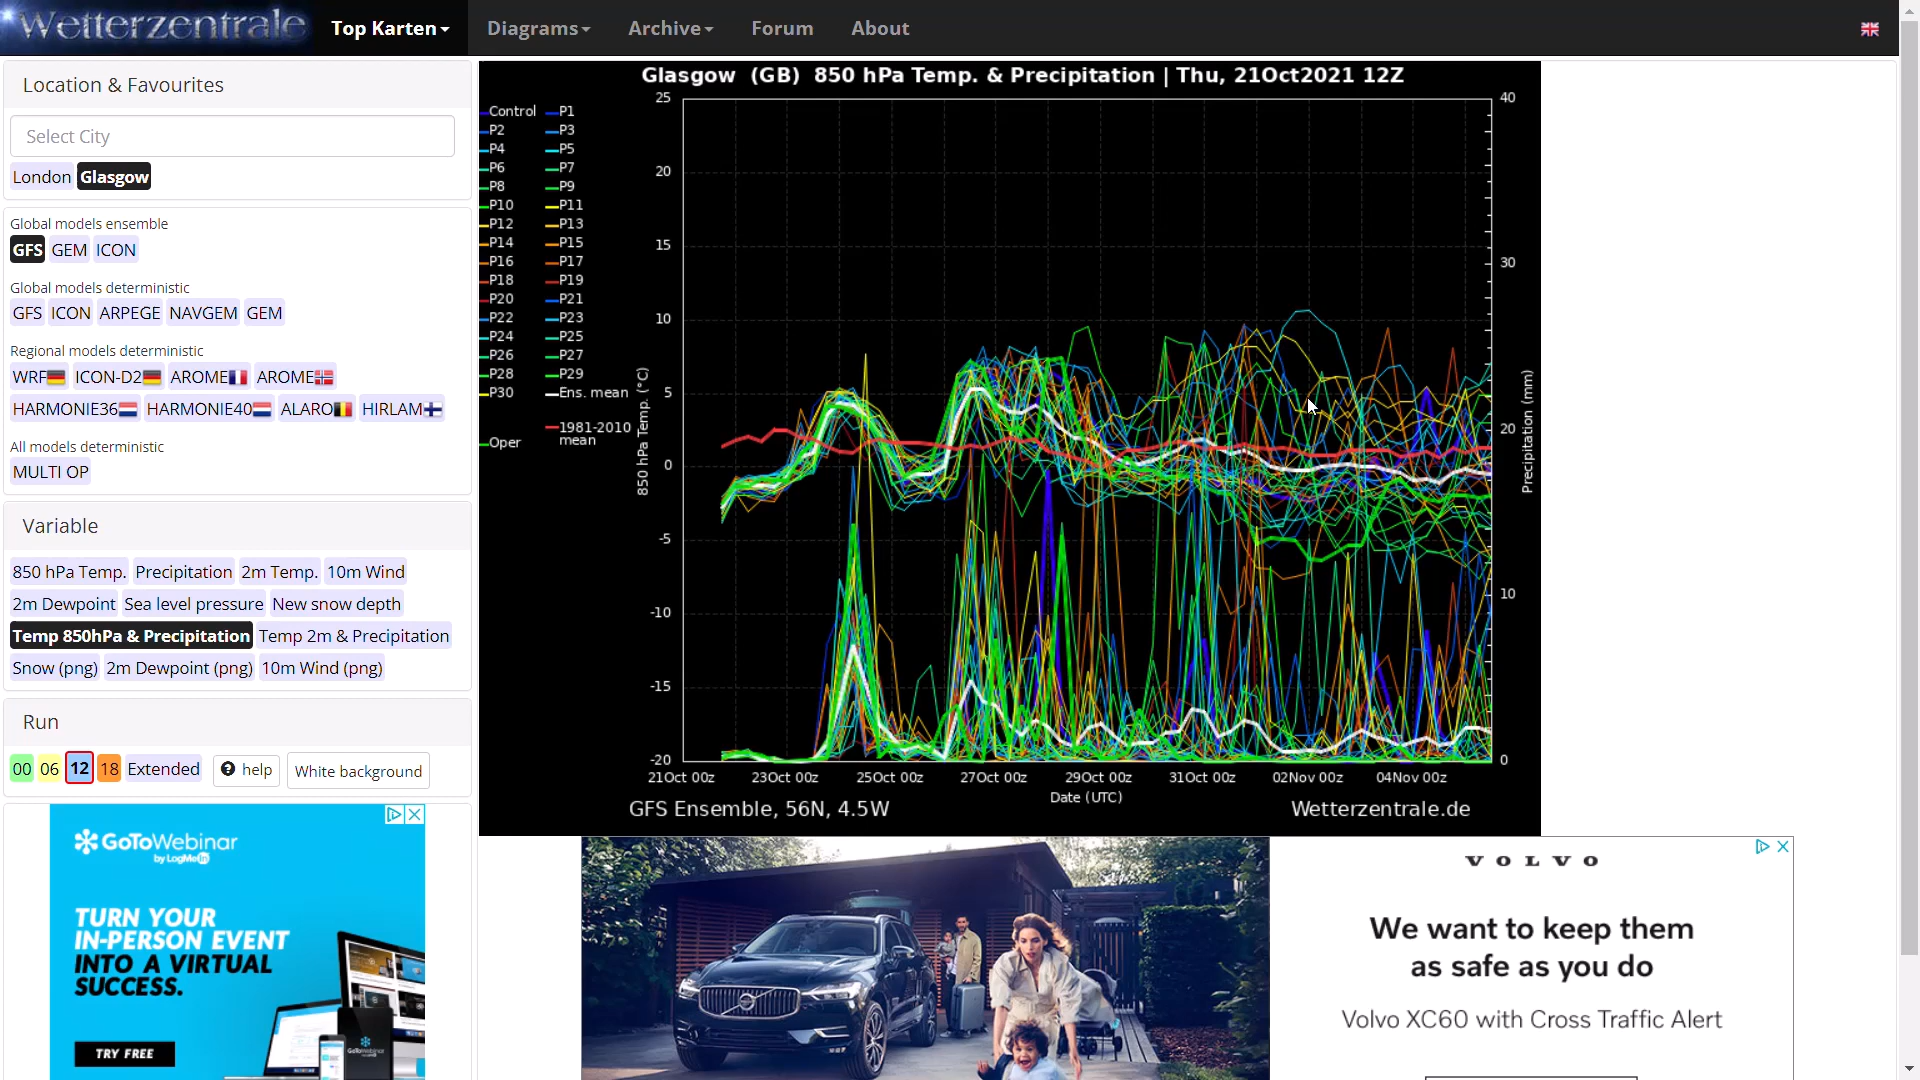 Wetterzentrale
Top Karten
Diagrams
Archive
Forum
About
Location & Favourites
Select City
London Glasgow
Global models ensemble
GFS GEM ICON
Global models deterministic
GFS ICON ARPEGE NAVGEM GEM
Regional models deterministic
WRF ICON-D2 AROME AROME
HARMONIE36 HARMONIE40 ALARO HIRLAM
All models deterministic
MULTI OP
Variable
850 hPa Temp. Precipitation 2m Temp. 10m Wind
2m Dewpoint Sea level pressure New snow depth
Temp 850hPa & Precipitation Temp 2m & Precipitation
Snow (png) 2m Dewpoint (png) 10m Wind (png)
Run
00 06 12 18 Extended help White background
Glasgow (GB) 850 hPa Temp. & Precipitation | Thu, 21Oct2021 12Z
Control P1
P2 P3
P4 P5
P6 P7
P8 P9
P10 P11
P12 P13
P14 P15
P16 P17
P18 P19
P20 P21
P22 P23
P24 P25
P26 P27
P28 P29
P30 Ens. mean
Oper 1981-2010
mean
850 hPa Temp. (°C)
25
20
15
10
5
0
-5
-10
-15
-20
40
30
20
10
0
Precipitation (mm)
21Oct 00z 23Oct 00z 25Oct 00z 27Oct 00z 29Oct 00z 31Oct 00z 02Nov 00z 04Nov 00z
Date (UTC)
GFS Ensemble, 56N, 4.5W
Wetterzentrale.de
GoToWebinar
by LogMeIn
TURN YOUR
IN-PERSON EVENT
INTO A VIRTUAL
SUCCESS.
TRY FREE
GoToWebinar
VOLVO
We want to keep them
as safe as you do
Volvo XC60 with Cross Traffic Alert